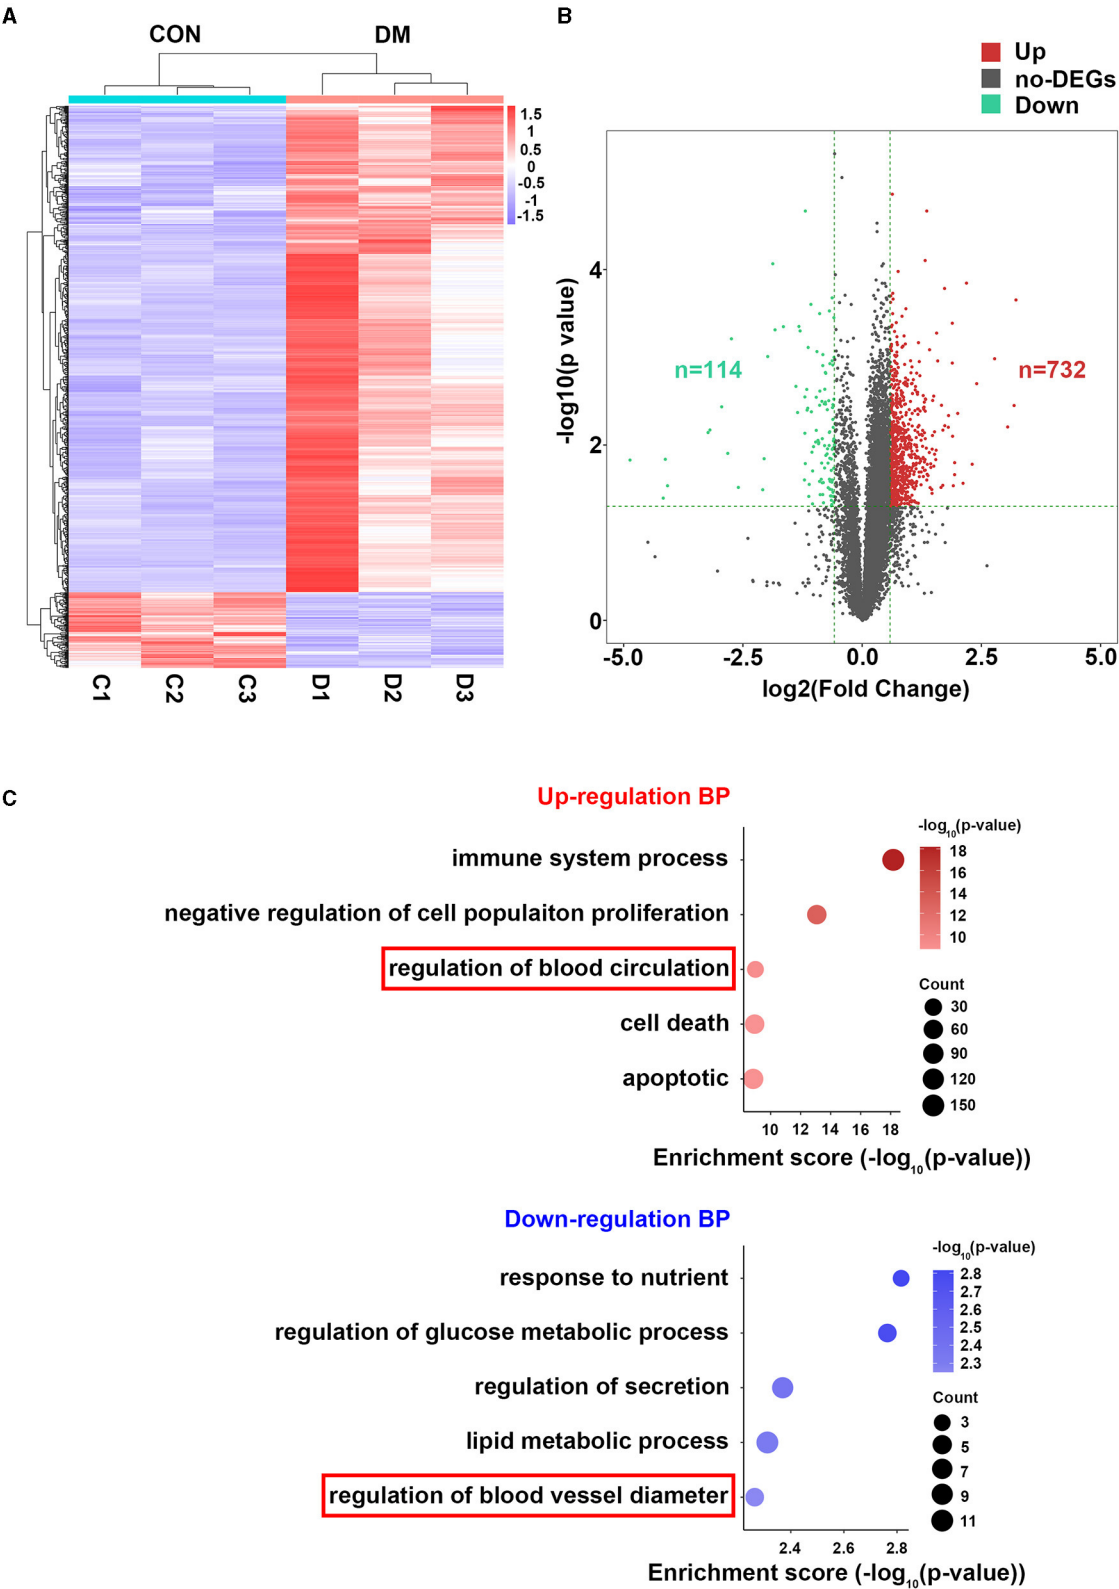 A
CON
DM
1.5
1
0.5
0
-0.5
-1
-1.5
C1
C2
C3
D1
D2
D3
B
Up
no-DEGs
Down
n=114
n=732
4
2
0
-log10(p value)
-5.0
-2.5
0.0
2.5
5.0
log2(Fold Change)
C
Up-regulation BP
immune system process
negative regulation of cell populaiton proliferation
regulation of blood circulation
cell death
apoptotic
10 12 14 16 18
Enrichment score (-log10(p-value))
-log10(p-value)
18
16
14
12
10
Count
30
60
90
120
150
Down-regulation BP
response to nutrient
regulation of glucose metabolic process
regulation of secretion
lipid metabolic process
regulation of blood vessel diameter
2.4 2.6 2.8
Enrichment score (-log10(p-value))
-log10(p-value)
2.8
2.7
2.6
2.5
2.4
2.3
Count
3
5
7
9
11